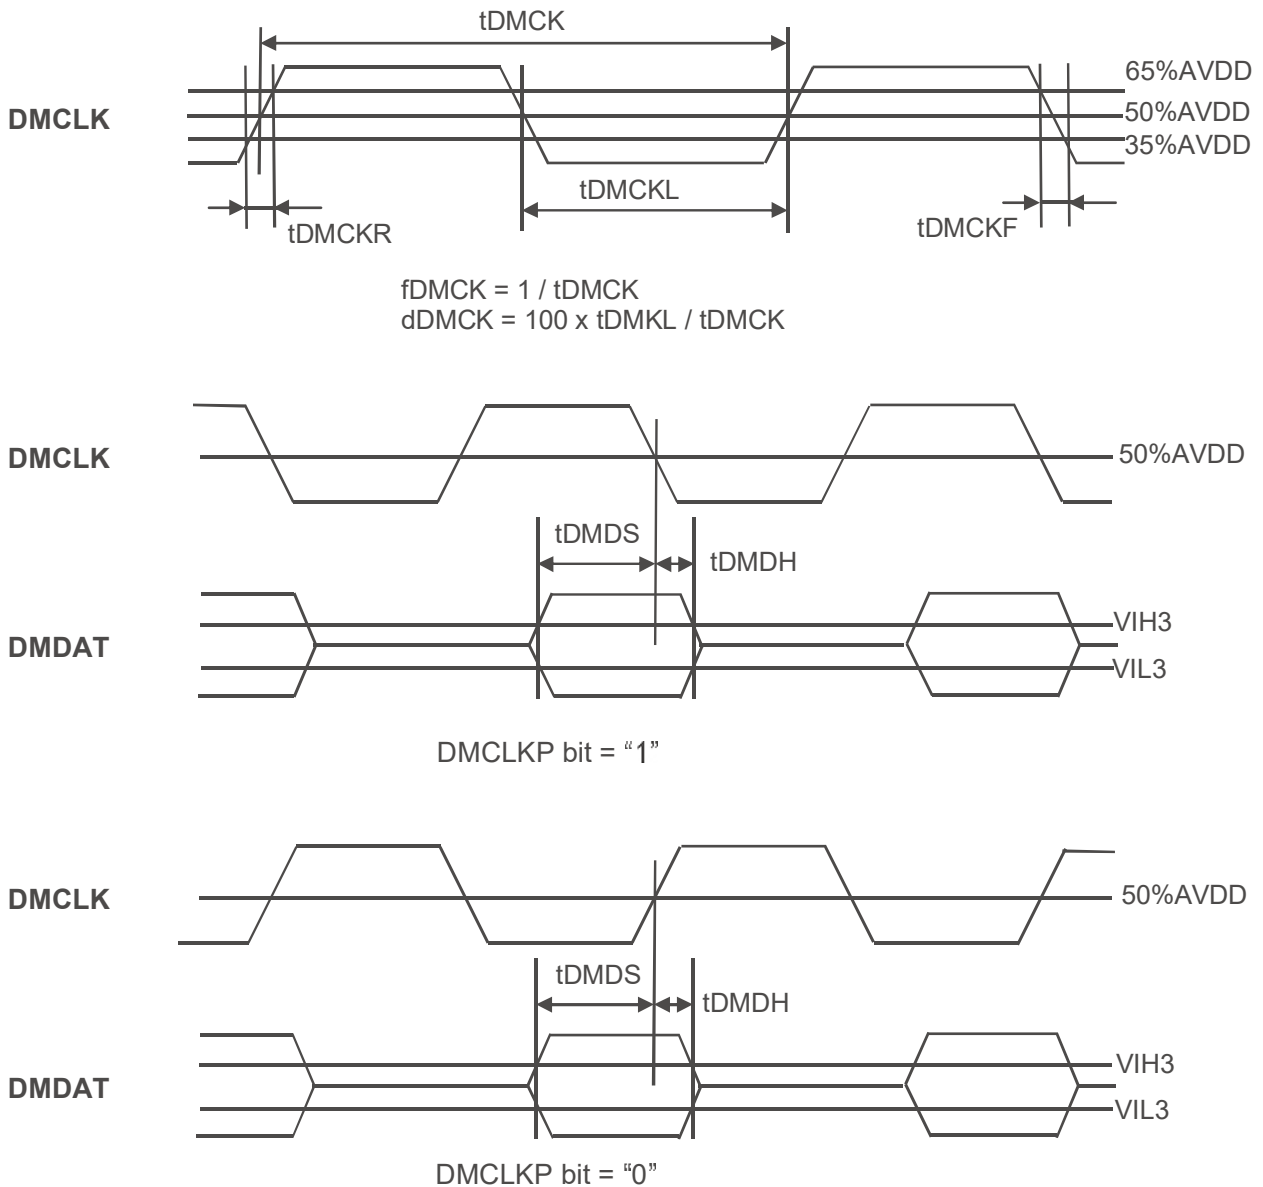 tDMCK
65%AVDD
DMCLK
50%AVDD
35%AVDD
tDMCKL
tDMCKR
tDMCKF
fDMCK = 1 / tDMCK
dDMCK = 100 x tDMKL / tDMCK
DMCLK
50%AVDD
tDMDS
tDMDH
VIH3
DMDAT
VIL3
DMCLKP bit = “1”
DMCLK
50%AVDD
tDMDS
tDMDH
VIH3
DMDAT
VIL3
DMCLKP bit = “0”